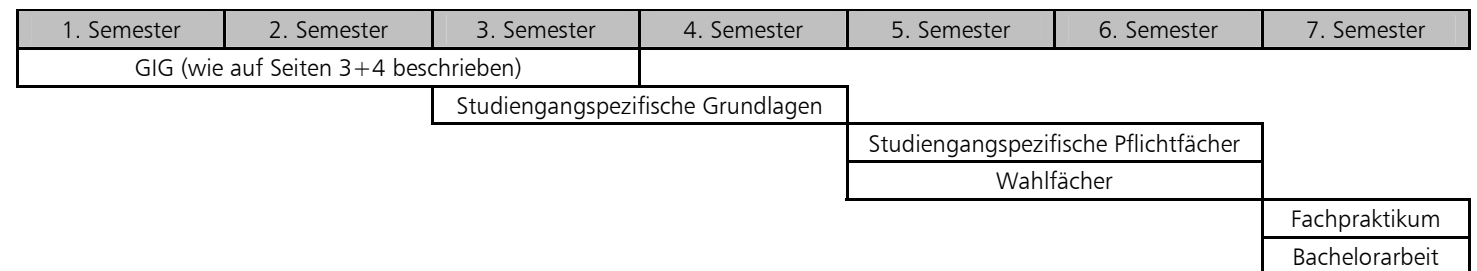 1. Semester 2. Semester 3. Semester 4. Semester 5. Semester 6. Semester 7. Semester
GIG (wie auf Seiten 3+4 beschrieben)
Studiengangspezifische Grundlagen
Studiengangspezifische Pflichtfächer
Wahlfächer
Fachpraktikum
Bachelorarbeit